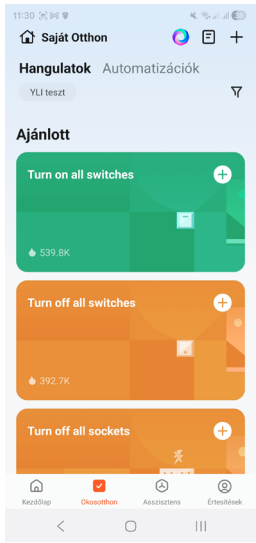 11:30
Saját Otthon
Hangulatok Automatizációk
YLI teszt
Ajánlott
Turn on all switches
539.8K
Turn off all switches
392.7K
Turn off all sockets
Kezdőlap Okosotthon Asszisztens Értesítések